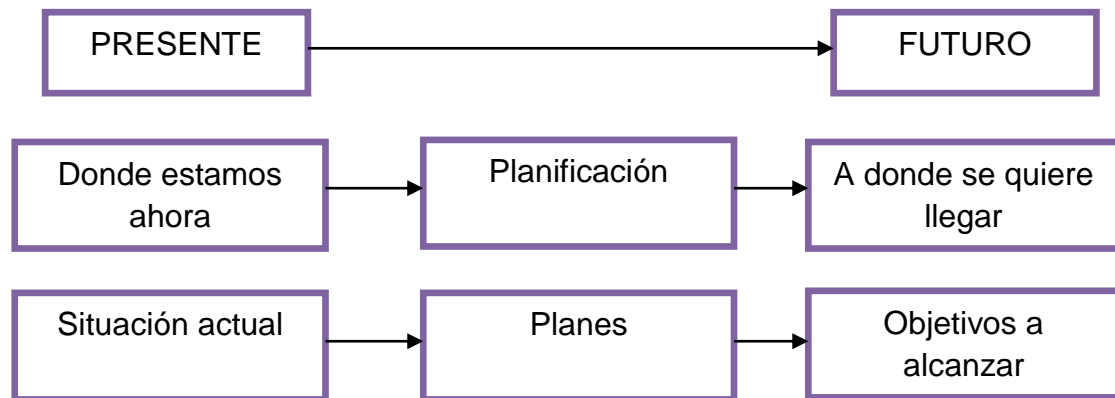 PRESENTE
FUTURO
Donde estamos
ahora
Planificación
A donde se quiere
llegar
Situación actual
Planes
Objetivos a
alcanzar